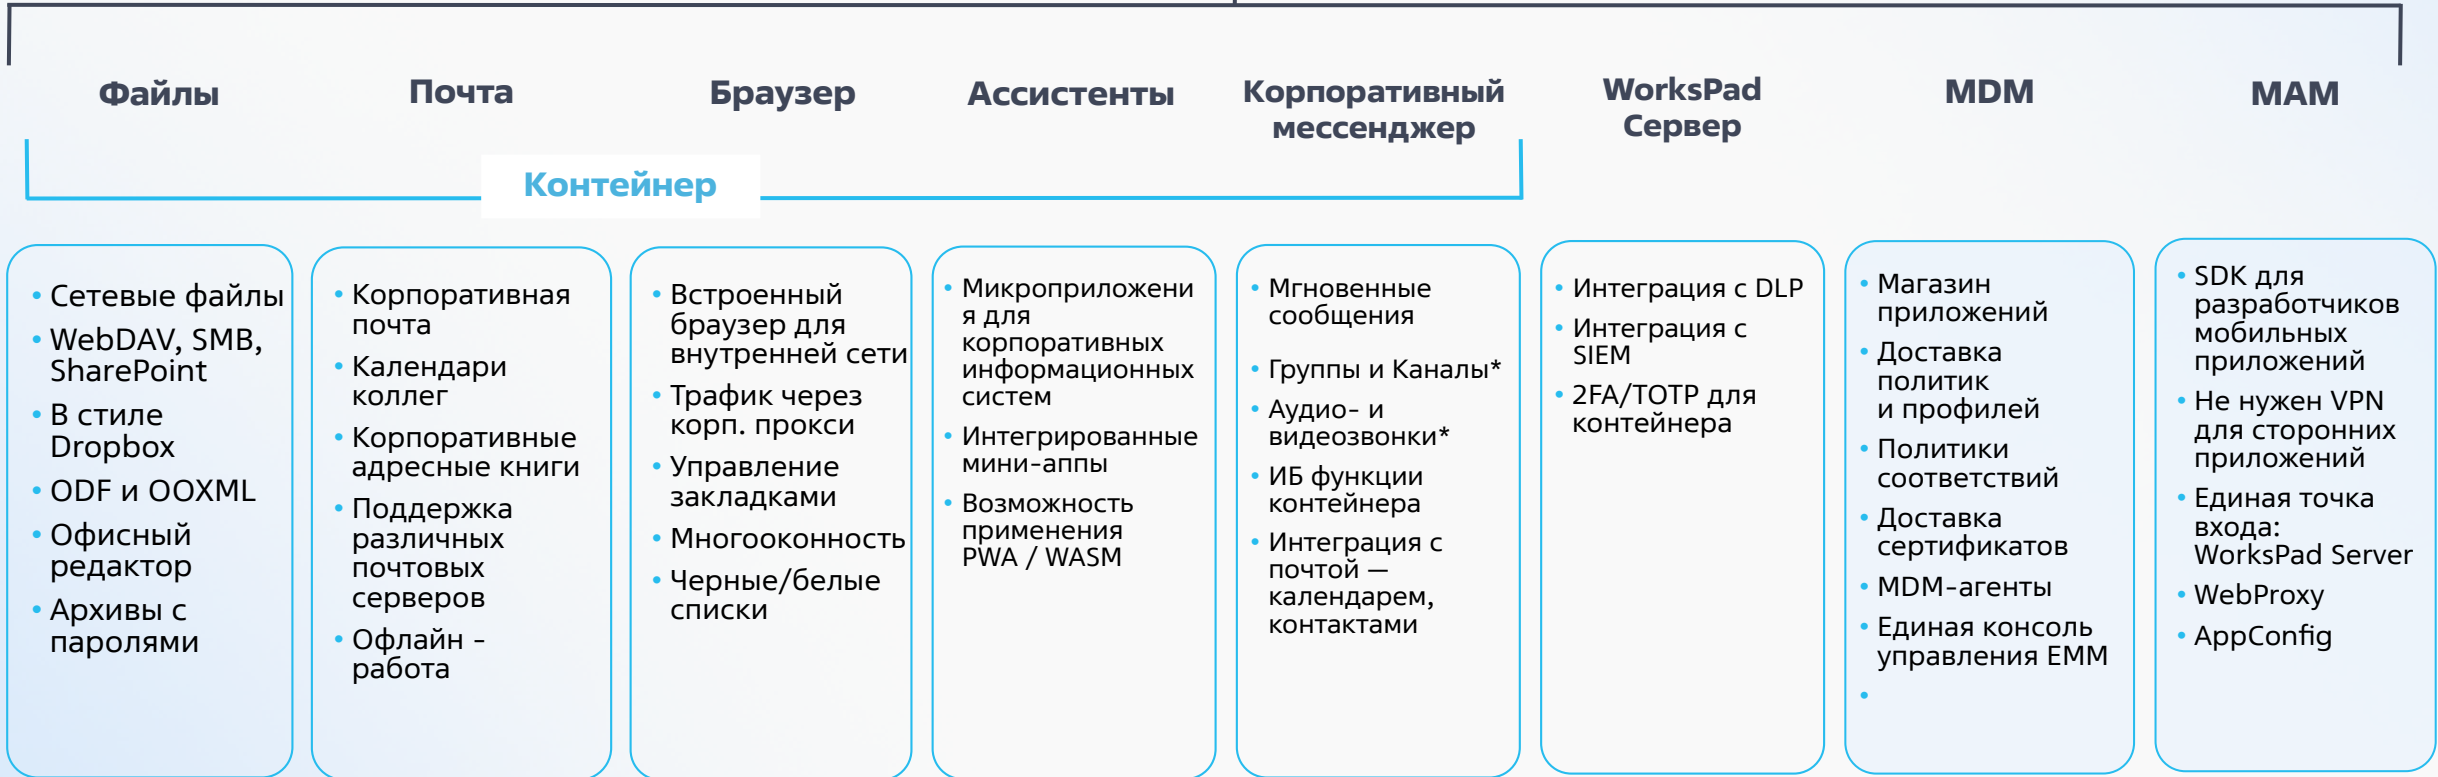 Файлы
Почта
Браузер
Ассистенты
Корпоративный
мессенджер
WorksPad
Сервер
MDM
MAM
Контейнер
• Сетевые файлы
• WebDAV, SMB,
SharePoint
• В стиле
Dropbox
• ODF и OOXML
• Офисный
редактор
• Архивы с
паролями
• Корпоративная
почта
• Календари
коллег
• Корпоративные
адресные книги
• Поддержка
различных
почтовых
серверов
• Офлайн -
работа
• Встроенный
браузер для
внутренней сети
• Трафик через
корп. прокси
• Управление
закладками
• Многооконность
• Черные/белые
списки
• Микроприложени
я для
корпоративных
информационных
систем
• Интегрированные
мини-аппы
• Возможность
применения
PWA / WASM
• Мгновенные
сообщения
• Группы и Каналы*
• Аудио- и
видеозвонки*
• ИБ функции
контейнера
• Интеграция с
почтой —
календарем,
контактами
• Интеграция с DLP
• Интеграция с
SIEM
• 2FA/TOTP для
контейнера
• Магазин
приложений
• Доставка
политик
и профилей
• Политики
соответствий
• Доставка
сертификатов
• MDM-агенты
• Единая консоль
управления EMM
•
• SDK для
разработчиков
мобильных
приложений
• Не нужен VPN
для сторонних
приложений
• Единая точка
входа:
WorksPad Server
• WebProxy
• AppConfig